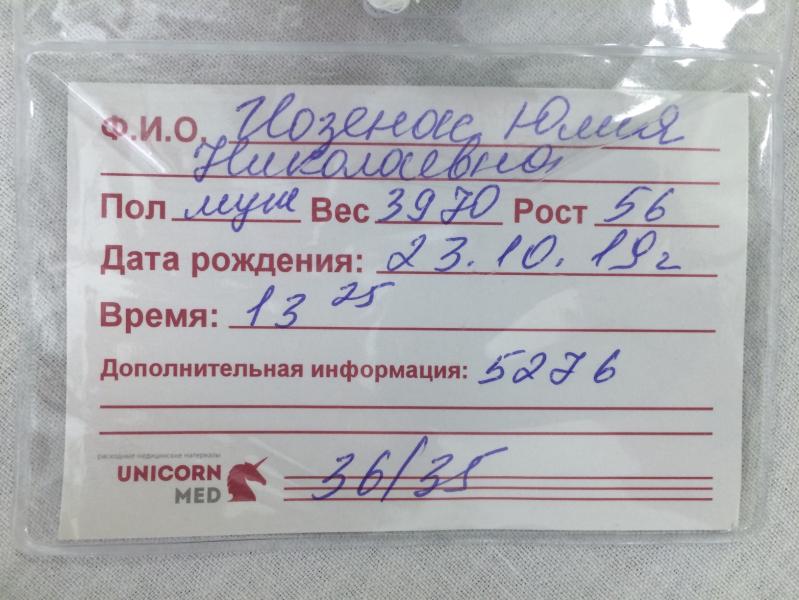 Ф.И.О. Иозенас Юлия
Николаевна
Пол муж Вес 3970 Рост 56
Дата рождения: 23.10.19г
Время: 13 25
Дополнительная информация: 5276
расходные медицинские материалы
UNICORN
MED
36/35